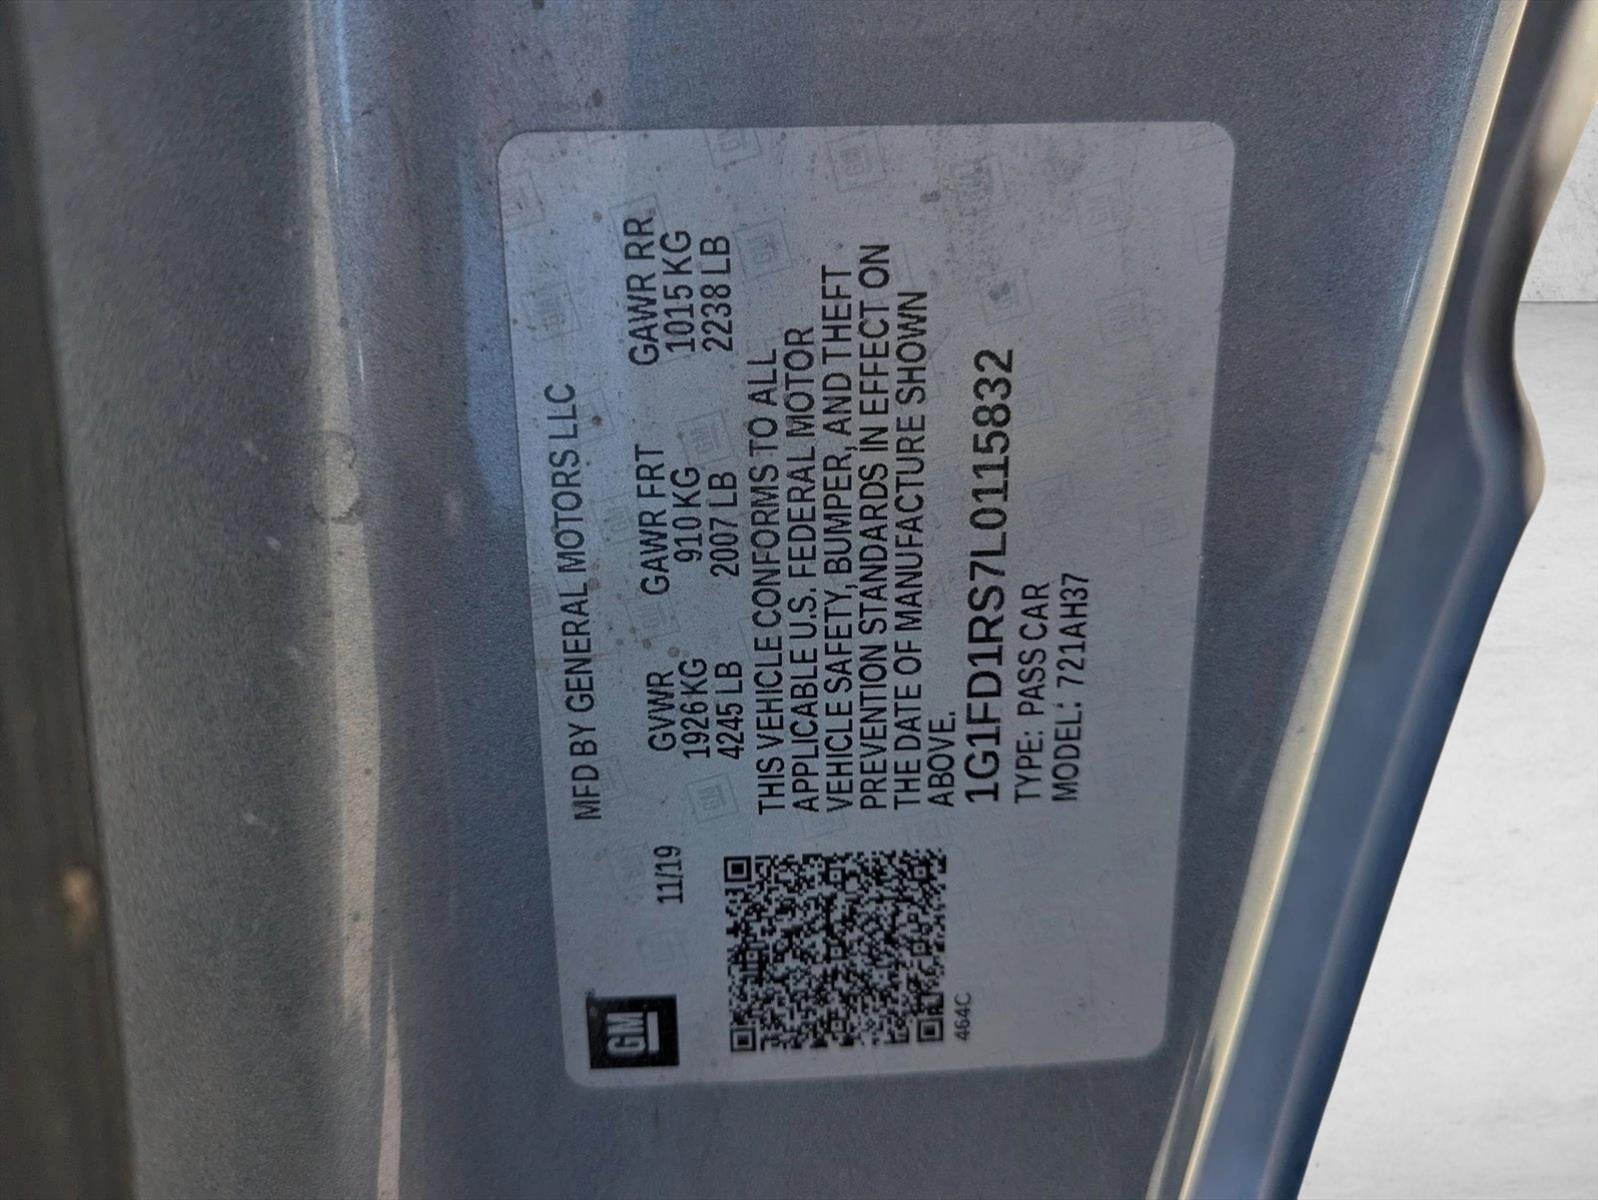 GM
MFD BY GENERAL MOTORS LLC
11/19
GVWR GAWR FRT GAWR RR
1926 KG 910 KG 1015 KG
4245 LB 2007 LB 2238 LB
THIS VEHICLE CONFORMS TO ALL
APPLICABLE U.S. FEDERAL MOTOR
VEHICLE SAFETY, BUMPER, AND THEFT
PREVENTION STANDARDS IN EFFECT ON
THE DATE OF MANUFACTURE SHOWN
ABOVE.
1G1FD1RS7L0115832
TYPE: PASS CAR
MODEL: 721AH37
464C